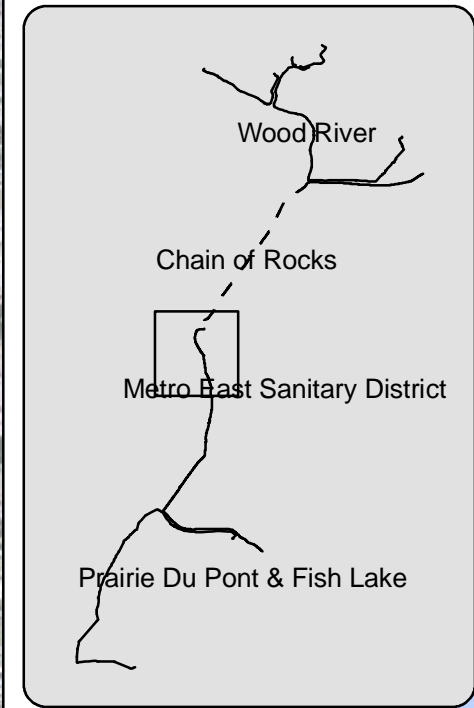 Wood River
Chain of Rocks
Metro East Sanitary District
Prairie Du Pont & Fish Lake